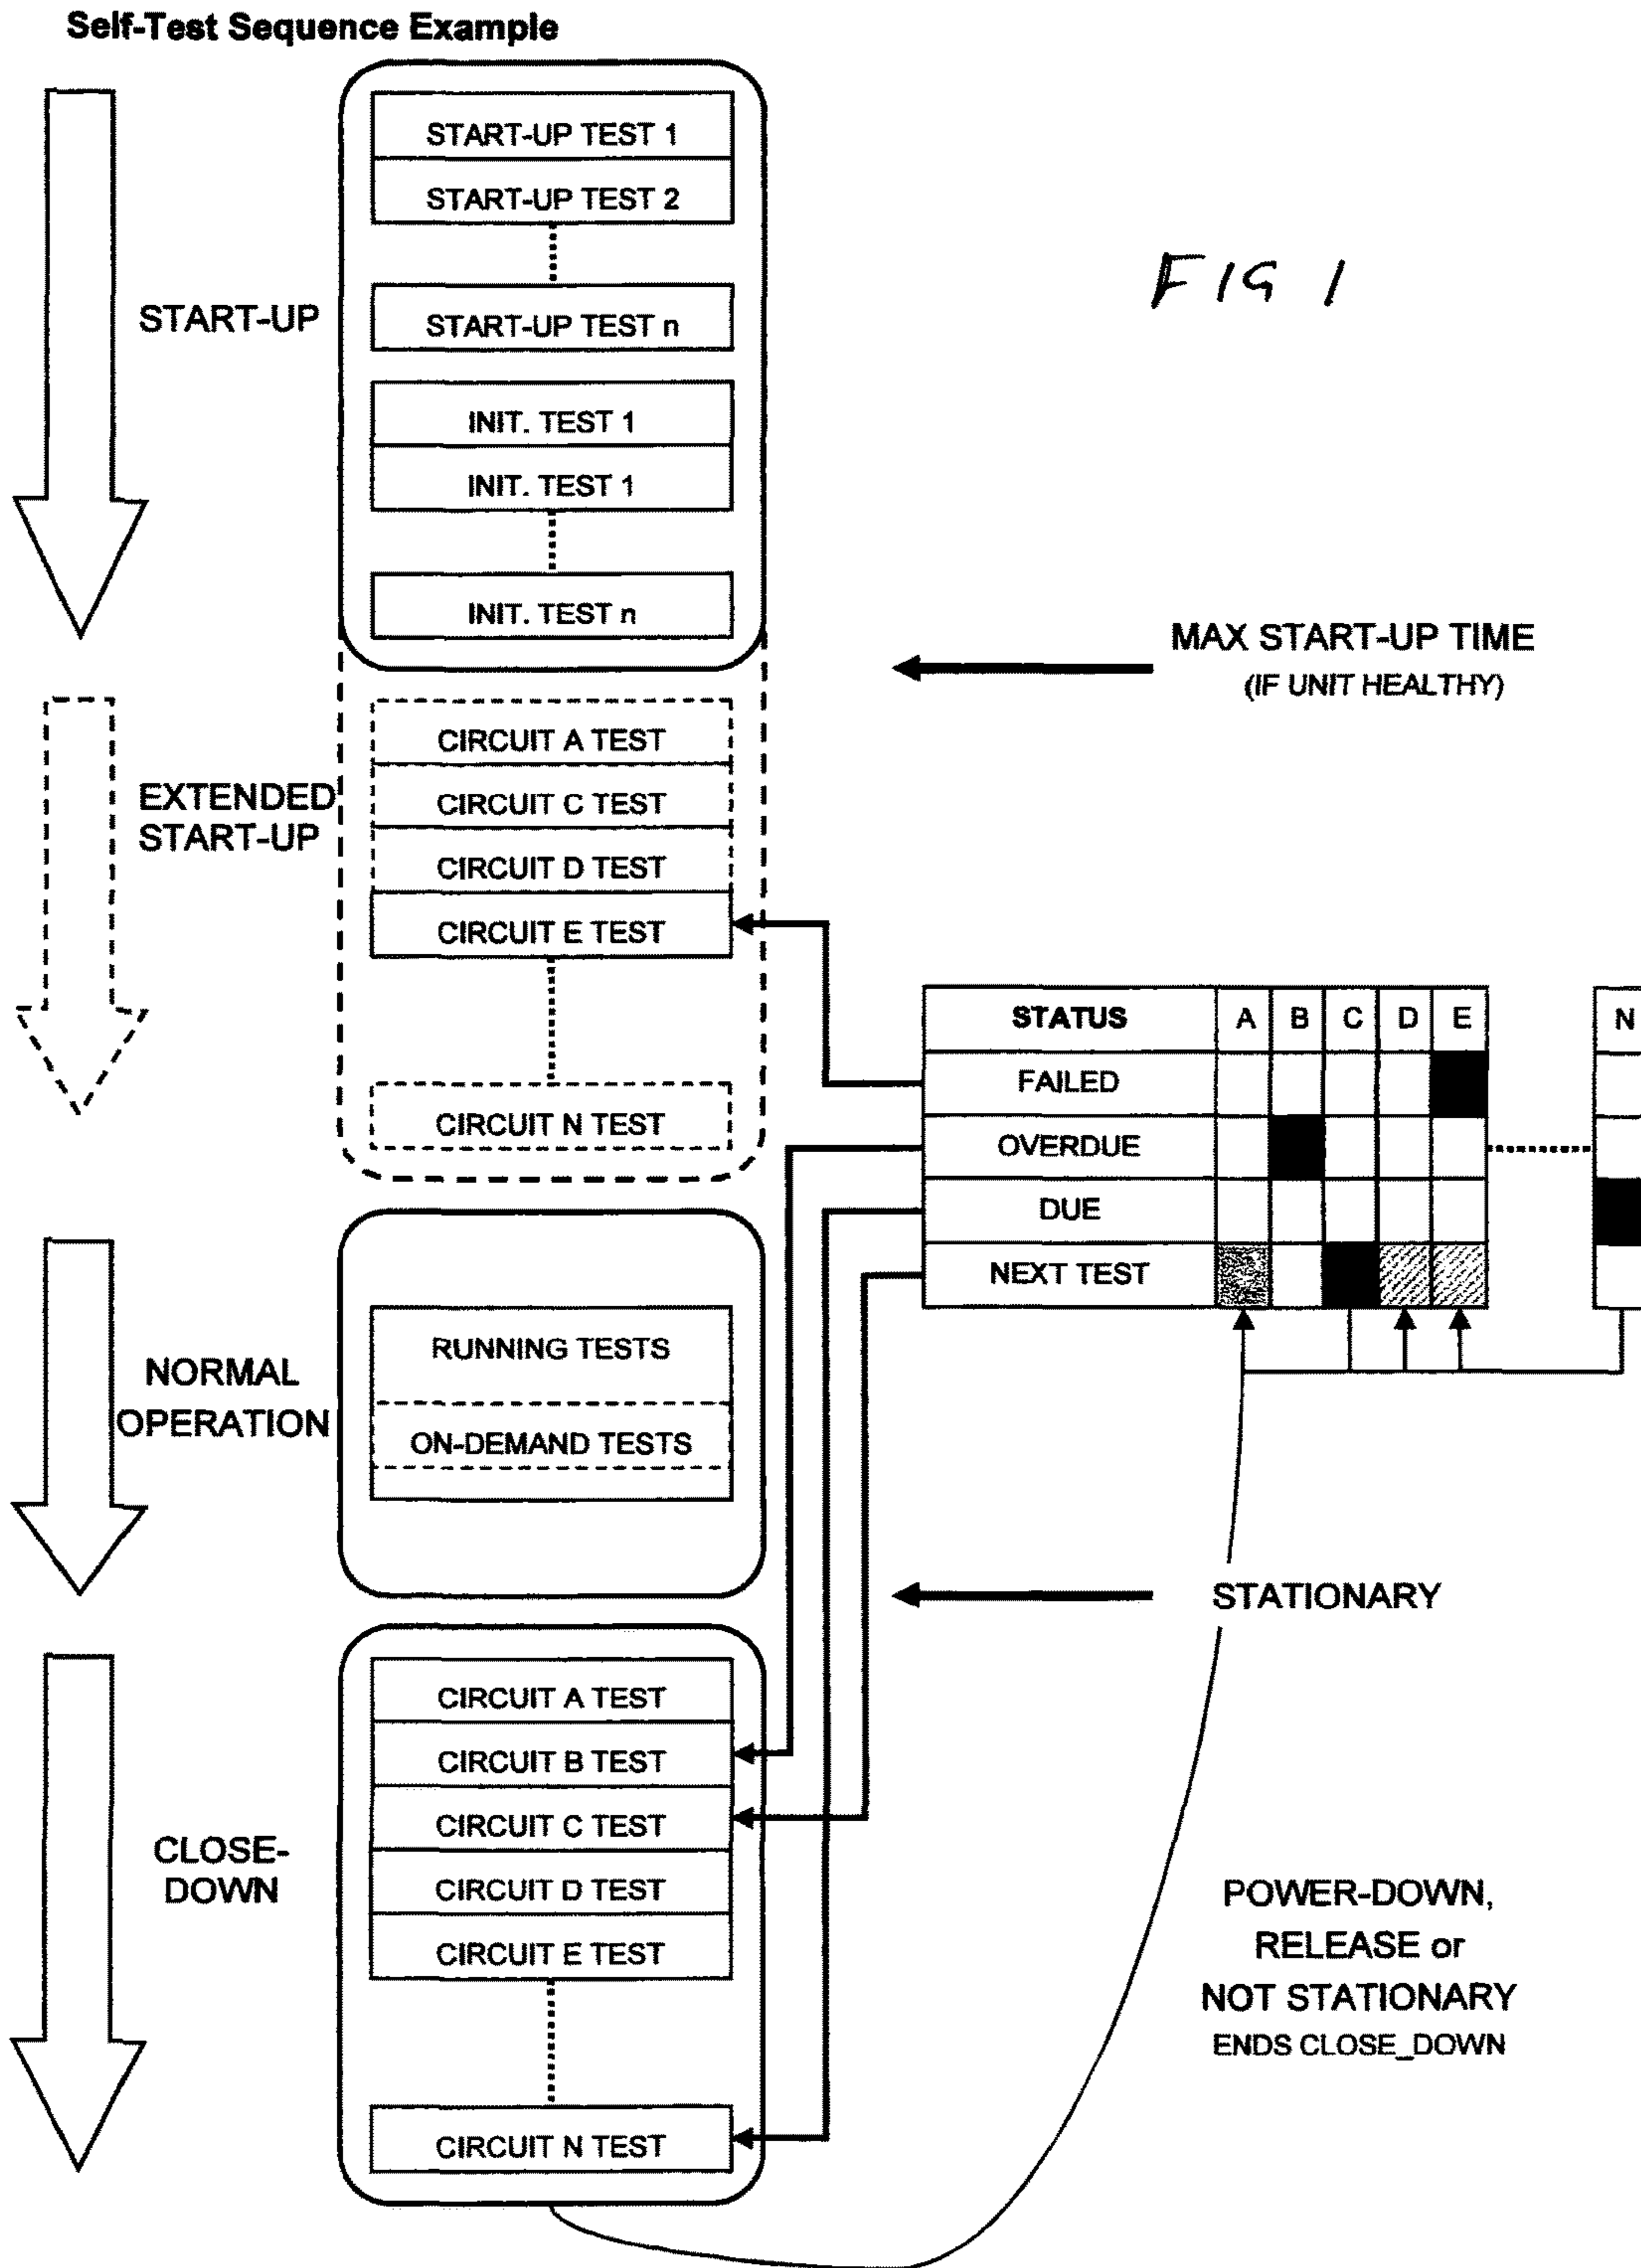 Self-Test Sequence Example
START-UP TEST 1
START-UP TEST 2
START-UP
START-UP TEST n
FIG 1
INIT. TEST 1
INIT. TEST 1
INIT. TEST n
MAX START-UP TIME
(IF UNIT HEALTHY)
EXTENDED
START-UP
CIRCUIT A TEST
CIRCUIT C TEST
CIRCUIT D TEST
CIRCUIT E TEST
CIRCUIT N TEST
STATUS A B C D E N
FAILED
OVERDUE
DUE
NEXT TEST
NORMAL
OPERATION
RUNNING TESTS
ON-DEMAND TESTS
STATIONARY
CLOSE-
DOWN
CIRCUIT A TEST
CIRCUIT B TEST
CIRCUIT C TEST
CIRCUIT D TEST
CIRCUIT E TEST
CIRCUIT N TEST
POWER-DOWN,
RELEASE or
NOT STATIONARY
ENDS CLOSE_DOWN